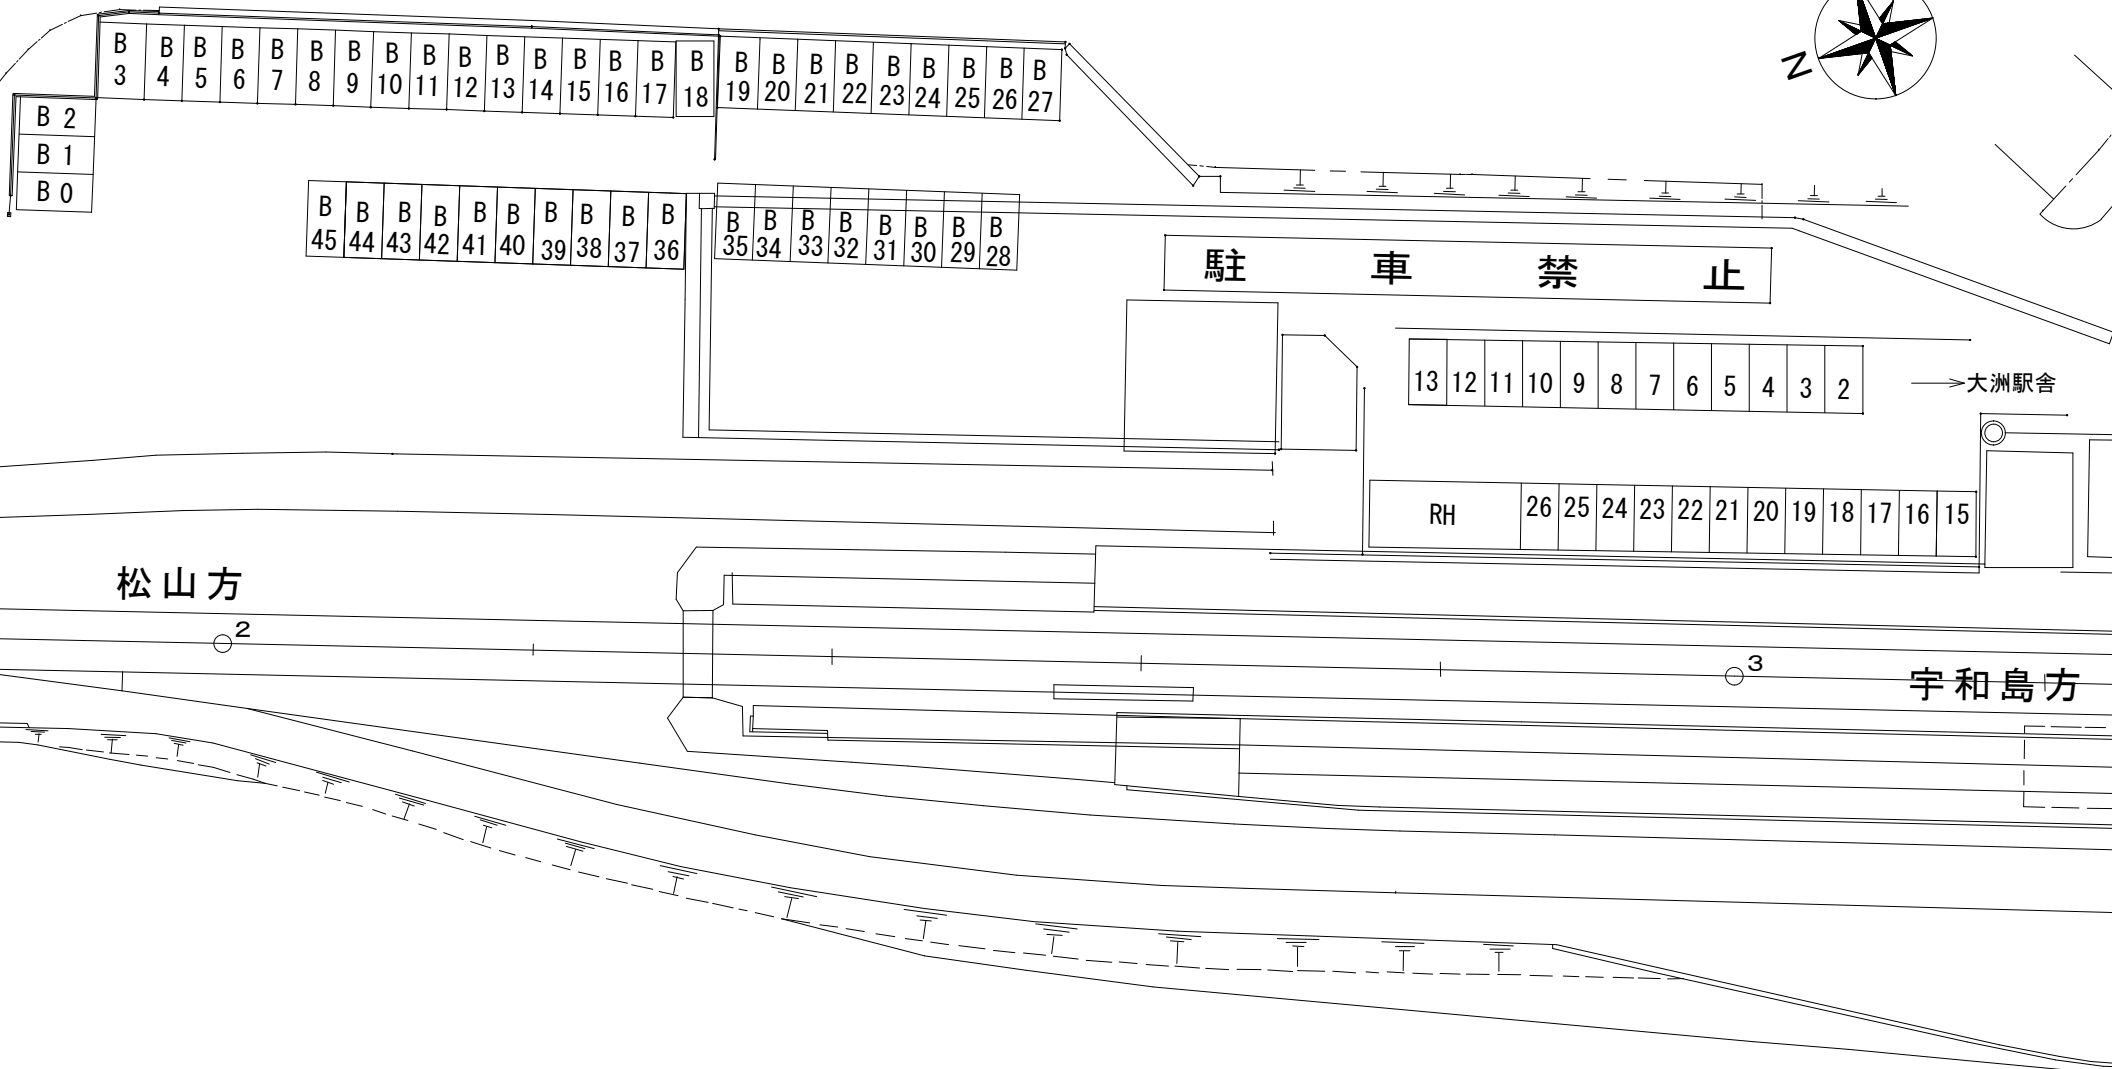 B 3
B 4
B 5
B 6
B 7
B 8
B 9
B 10
B 11
B 12
B 13
B 14
B 15
B 16
B 17
B 18
B 19
B 20
B 21
B 22
B 23
B 24
B 25
B 26
B 27
N
B 2
B 1
B 0
B 45
B 44
B 43
B 42
B 41
B 40
B 39
B 38
B 37
B 36
B 35
B 34
B 33
B 32
B 31
B 30
B 29
B 28
駐車禁止
13 12 11 10 9 8 7 6 5 4 3 2
大洲駅舎
RH 26 25 24 23 22 21 20 19 18 17 16 15
松山方
2
3
宇和島方